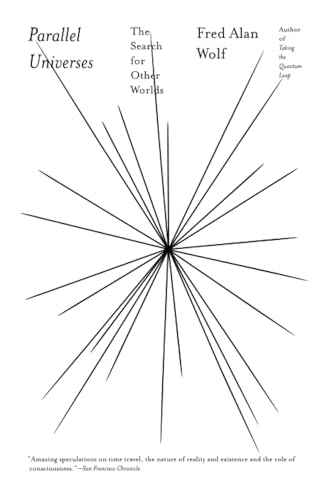 Parallel
Universes
The
Search
for
Other
Worlds
Fred Alan
Wolf
Author
of
Taking
the
Quantum
Leap
"Amazing speculations on time travel, the nature of reality and existence and the role of
consciousness."—San Francisco Chronicle